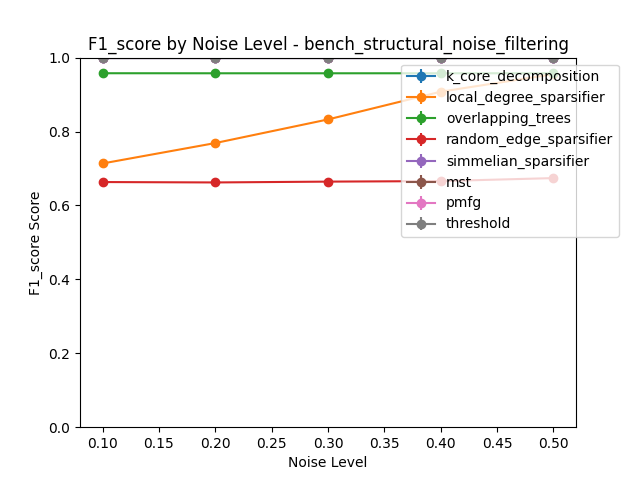 F1_score by Noise Level - bench_structural_noise_filtering
k_core_decomposition
local_degree_sparsifier
overlapping_trees
random_edge_sparsifier
simmelian_sparsifier
mst
pmfg
threshold
F1_score Score
1.0
0.8
0.6
0.4
0.2
0.0
0.10 0.15 0.20 0.25 0.30 0.35 0.40 0.45 0.50
Noise Level